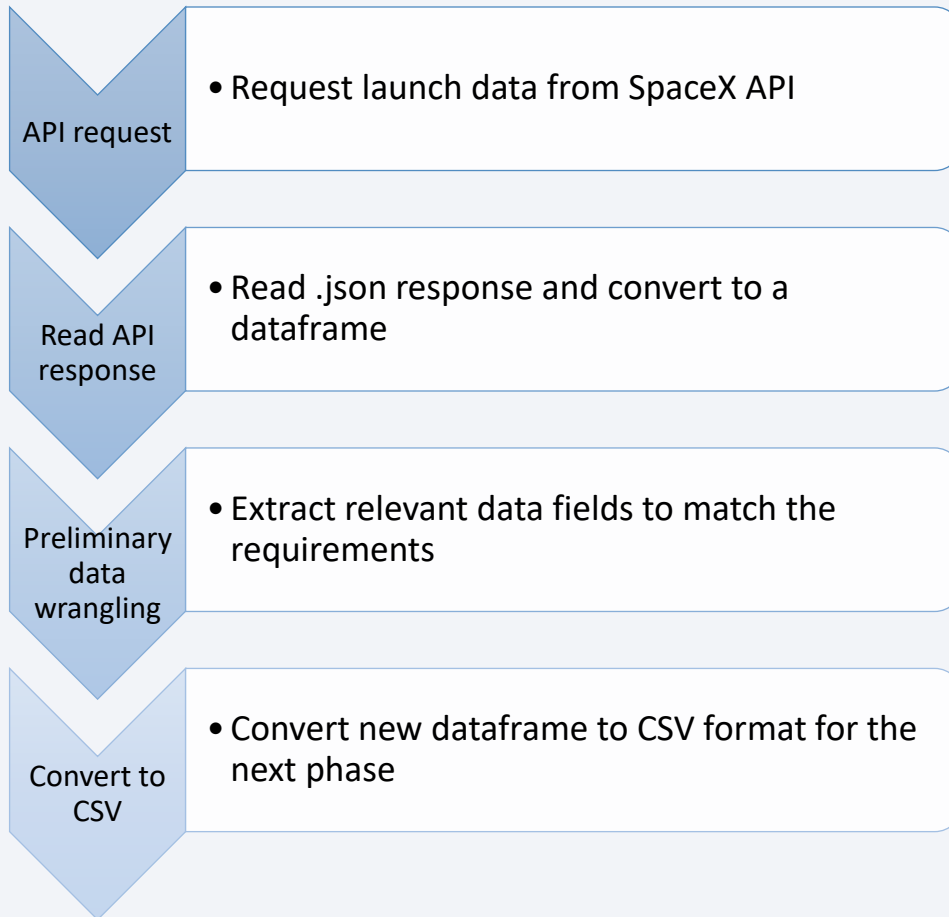 API request
• Request launch data from SpaceX API
Read API
response
• Read .json response and convert to a
dataframe
Preliminary
data
wrangling
• Extract relevant data fields to match the
requirements
Convert to
CSV
• Convert new dataframe to CSV format for the
next phase